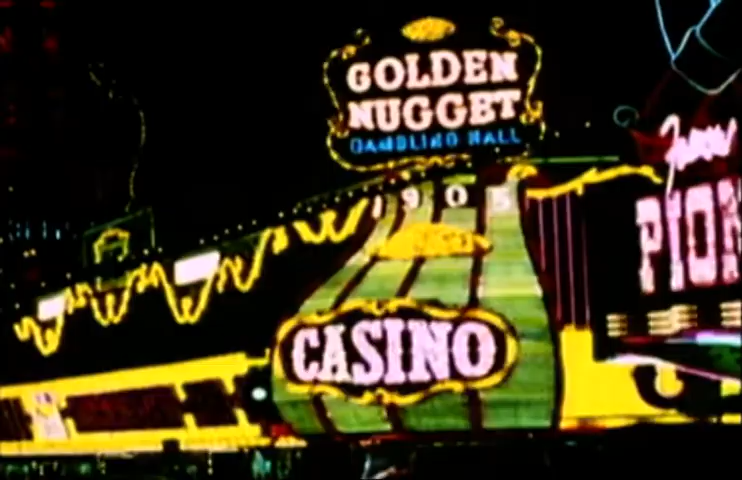 GOLDEN
NUGGET
GAMBLING HALL
1905
CASINO
PION